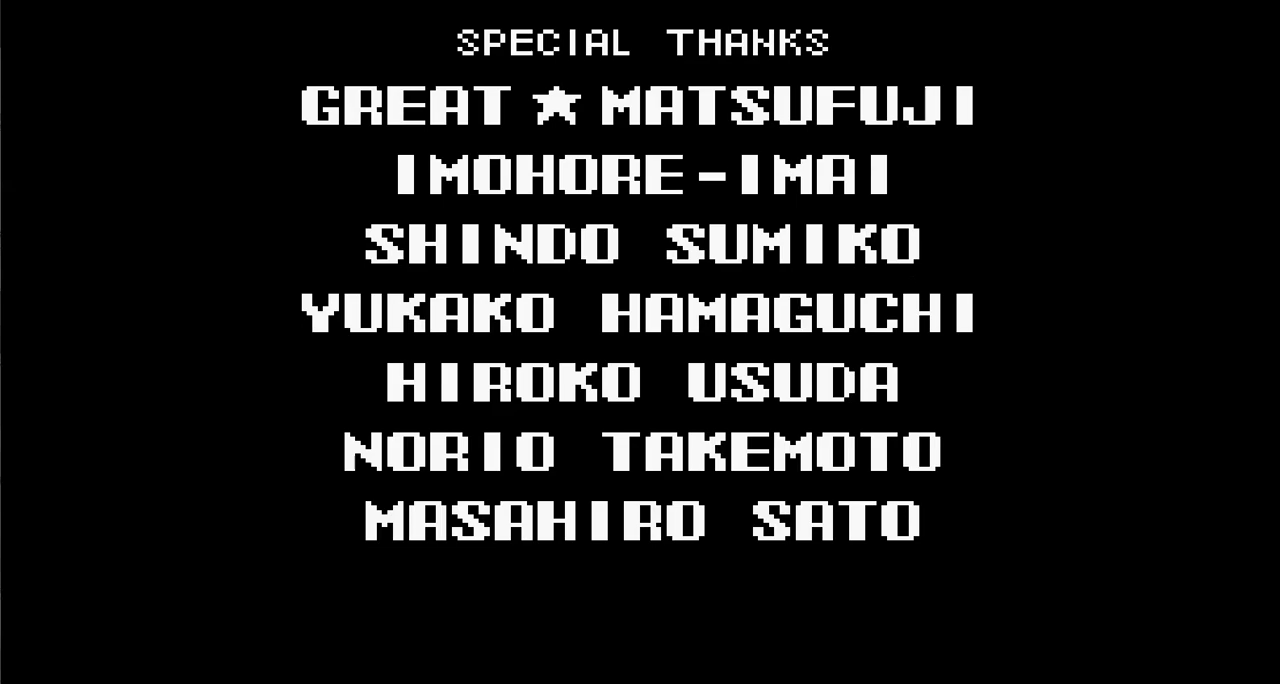 SPECIAL THANKS
GREAT★MATSUFUJI
IMOHORE-IMAI
SHINDO SUMIKO
YUKAKO HAMAGUCHI
HIROKO USUDA
NORIO TAKEMOTO
MASAHIRO SATO